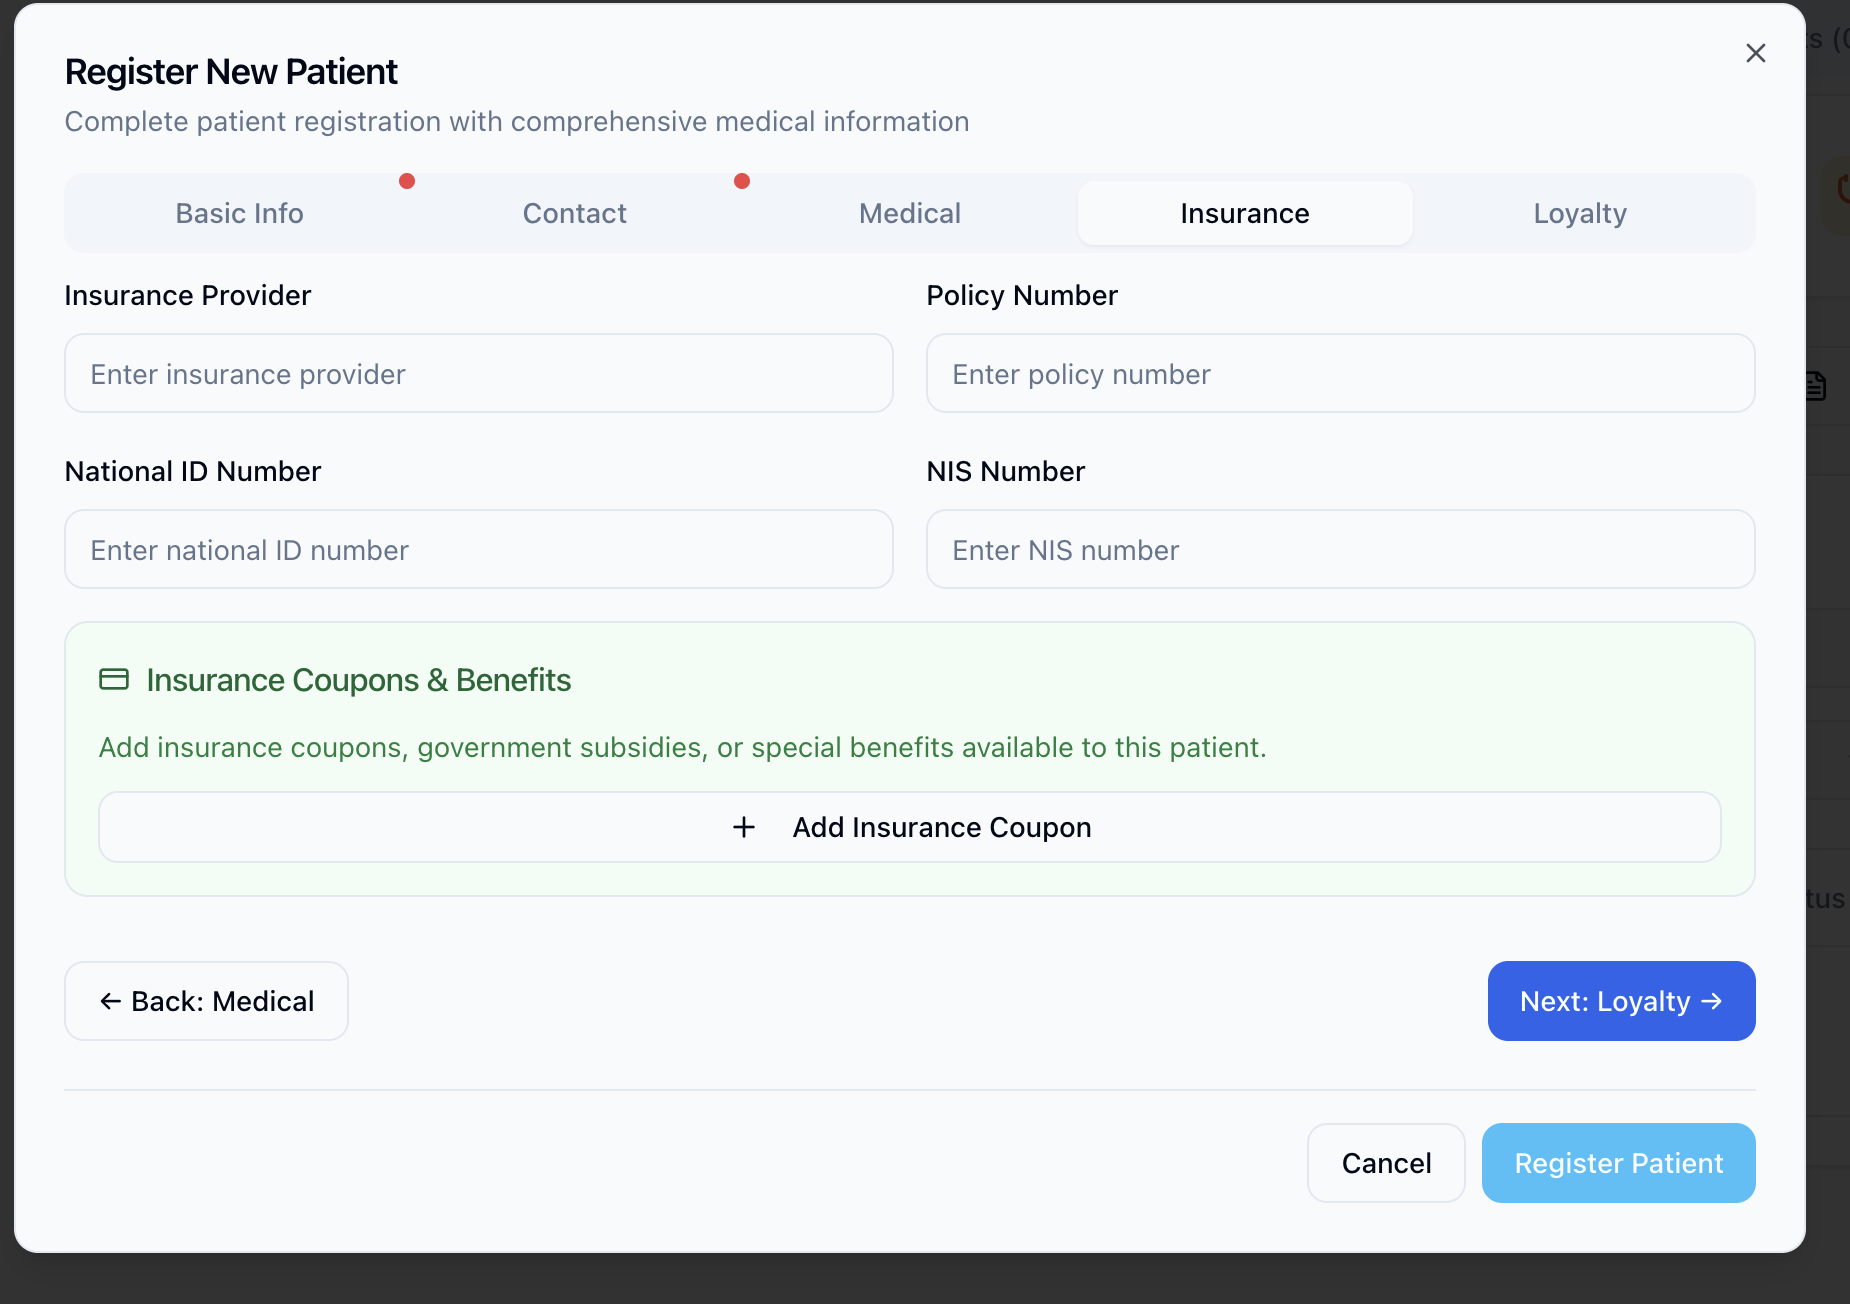 Register New Patient
Complete patient registration with comprehensive medical information
Basic Info
Contact
Medical
Insurance
Loyalty
Insurance Provider
Policy Number
Enter insurance provider
Enter policy number
National ID Number
NIS Number
Enter national ID number
Enter NIS number
Insurance Coupons & Benefits
Add insurance coupons, government subsidies, or special benefits available to this patient.
+ Add Insurance Coupon
← Back: Medical
Next: Loyalty →
Cancel
Register Patient